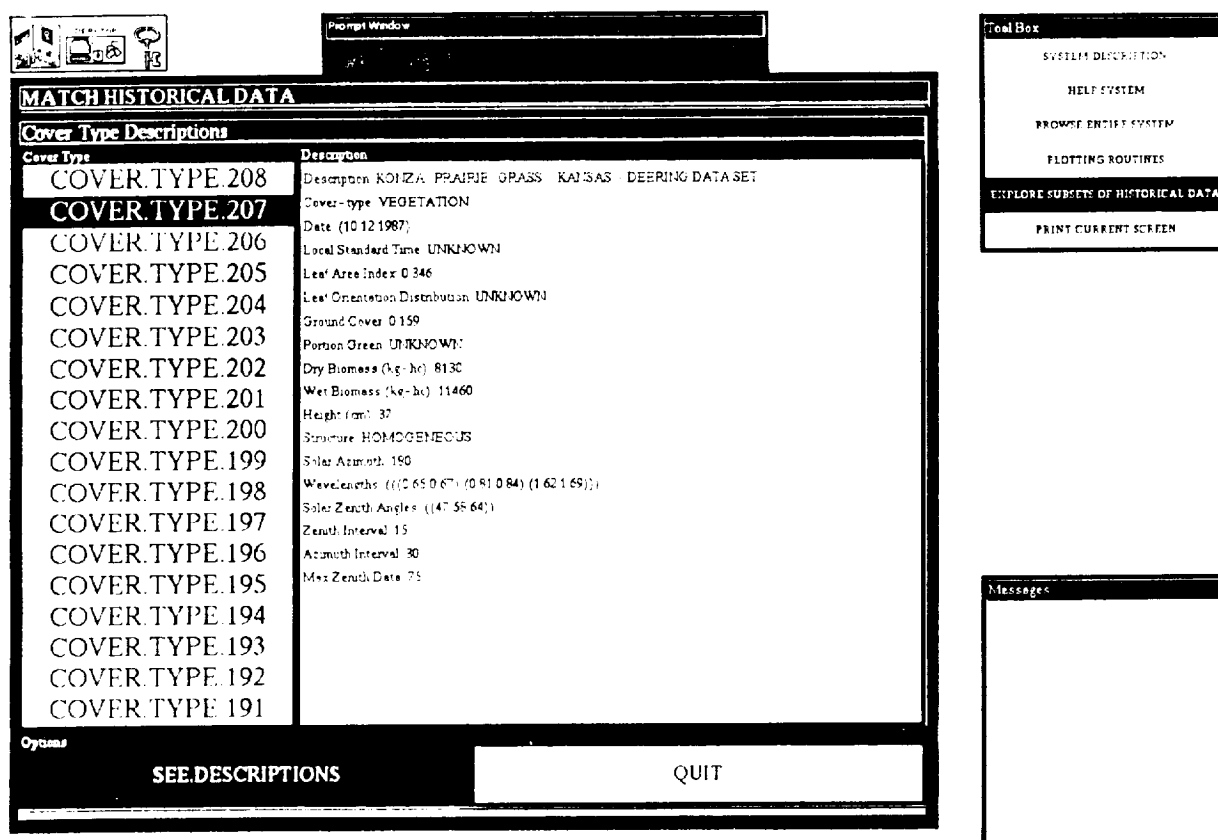 Prompt Window
MATCH HISTORICAL DATA
Cover Type Descriptions
Cover Type
COVER.TYPE.208
COVER.TYPE.207
COVER.TYPE.206
COVER.TYPE.205
COVER.TYPE.204
COVER.TYPE.203
COVER.TYPE.202
COVER.TYPE.201
COVER.TYPE.200
COVER.TYPE.199
COVER.TYPE.198
COVER.TYPE.197
COVER.TYPE.196
COVER.TYPE.195
COVER.TYPE.194
COVER.TYPE.193
COVER.TYPE.192
COVER.TYPE.191
Description
Description KONZA PRAIRIE GRASS KANSAS - DEERING DATA SET
Cover-type VEGETATION
Date (10 12 1987)
Local Standard Time UNKNOWN
Leaf Area Index 0.346
Leaf Orientation Distribution UNKNOWN
Ground Cover 0.159
Portion Green UNKNOWN
Dry Biomass (kg-ha) 8130
Wet Biomass (kg-ha) 11460
Height (cm) 37
Structure HOMOGENEOUS
Solar Azimuth 180
Wavelengths (((0.65 0.67) (0.81 0.84) (1.62 1.69)))
Solar Zenith Angles ((47 58 64))
Zenith Interval 15
Azimuth Interval 30
Max Zenith Data 75
Options
SEE.DESCRIPTIONS
QUIT
Tool Box
SYSTEM DESCRIPTION
HELP SYSTEM
BROWSE ENTIRE SYSTEM
PLOTTING ROUTINES
EXPLORE SUBSETS OF HISTORICAL DATA
PRINT CURRENT SCREEN
Messages